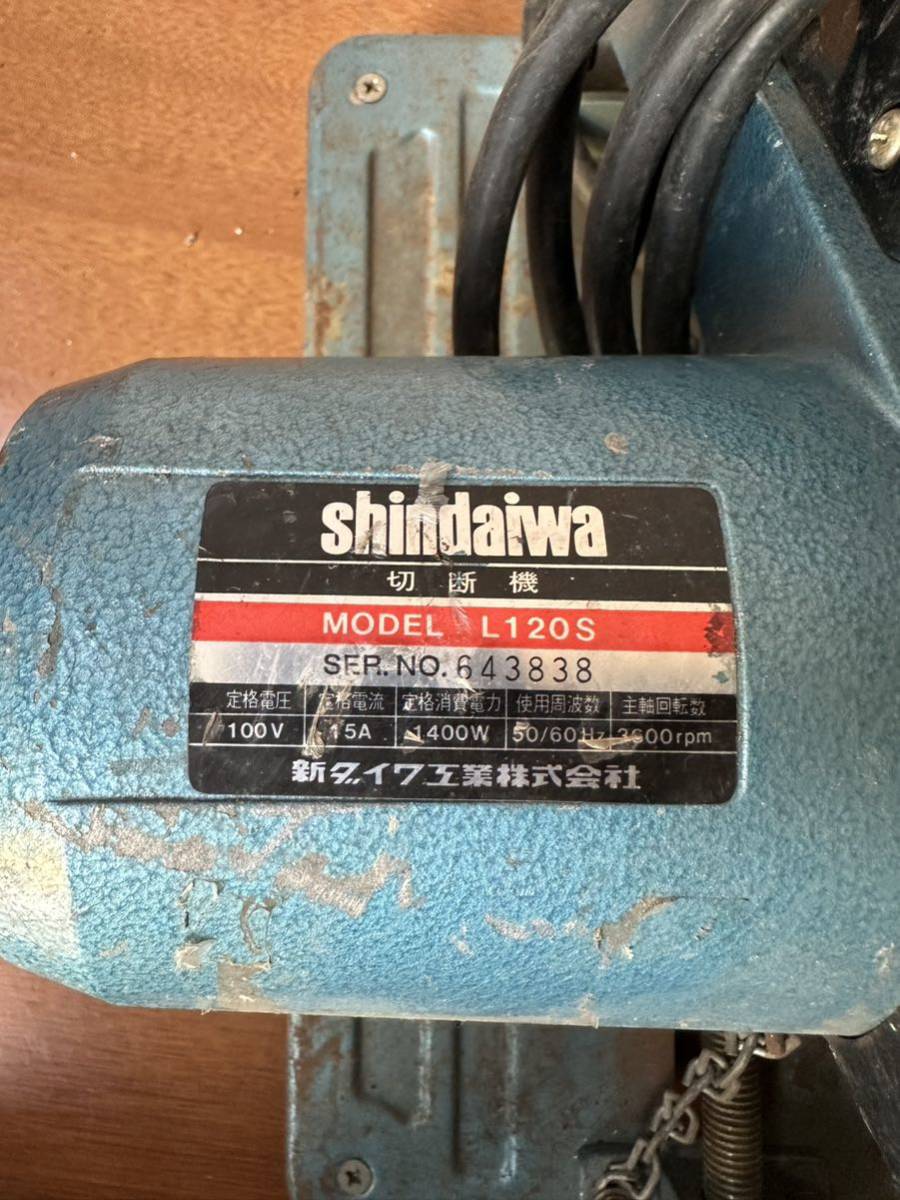 shindaiwa
切断機
MODEL L120S
SER. NO. 643838
定格電圧 定格電流 定格消費電力 使用周波数 主軸回転数
100V 15A 1400W 50/60Hz rpm
新ダイワ工業株式会社